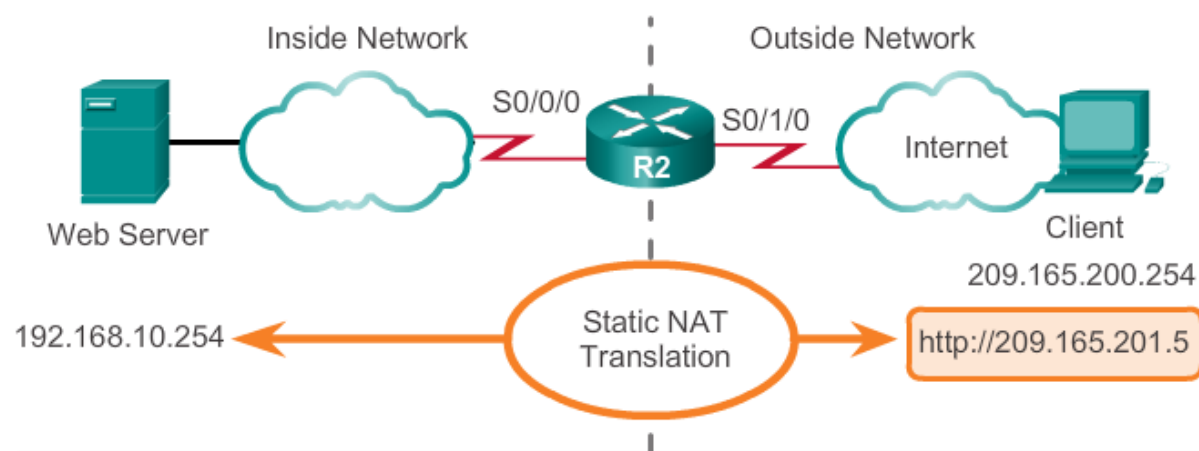 Inside Network
Outside Network
S0/0/0
S0/1/0
R2
Internet
Web Server
Client
209.165.200.254
192.168.10.254
Static NAT
Translation
http://209.165.201.5